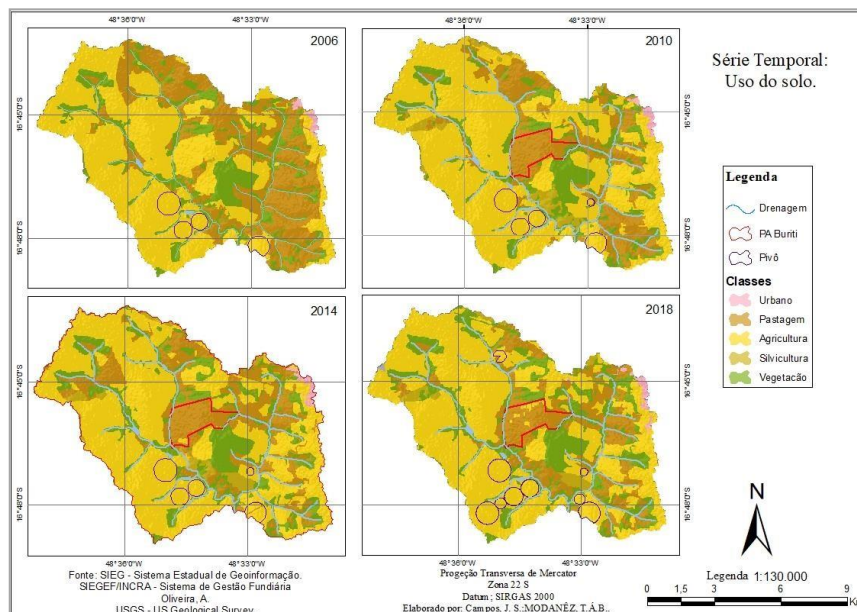 48°36'0"W
48°33'0"W
48°36'0"W
48°33'0"W
2006
2010
Série Temporal:
Uso do solo.
16°45'0"S
16°48'0"S
16°45'0"S
16°48'0"S
Legenda
Drenagem
PA Buriti
Pivô
Classes
Urbano
Pastagem
Agricultura
Silvicultura
Vegetacão
2014
2018
16°45'0"S
16°48'0"S
16°45'0"S
16°48'0"S
48°36'0"W
48°33'0"W
48°36'0"W
48°33'0"W
N
Fonte: SIEG - Sistema Estadual de Geoinformação.
SIEGEF/INCRA - Sistema de Gestão Fundiária
Oliveira, A.
USGS - US Geological Survey
Progeção Transversa de Mercator
Zona 22 S
Datum ; SIRGAS 2000
Elaborado por: Campos, J. S.;MODANÊZ, T.Á.B..
Legenda 1:130.000
0 1,5 3 6 9